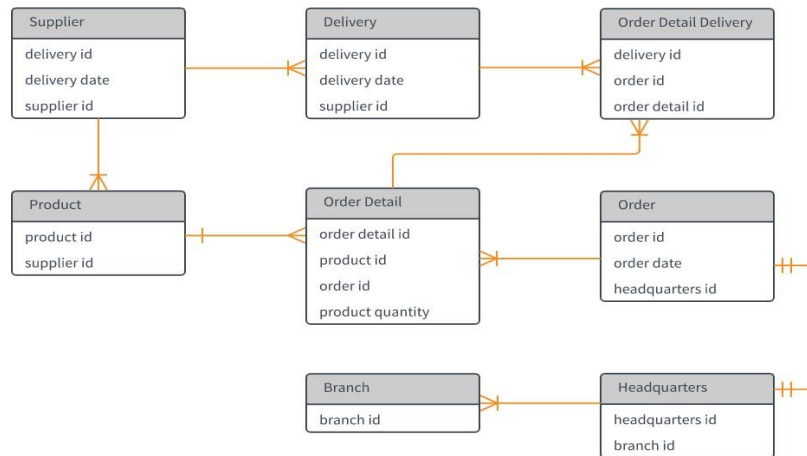 Supplier
delivery id
delivery date
supplier id
Delivery
delivery id
delivery date
supplier id
Order Detail Delivery
delivery id
order id
order detail id
Product
product id
supplier id
Order Detail
order detail id
product id
order id
product quantity
Order
order id
order date
headquarters id
Branch
branch id
Headquarters
headquarters id
branch id